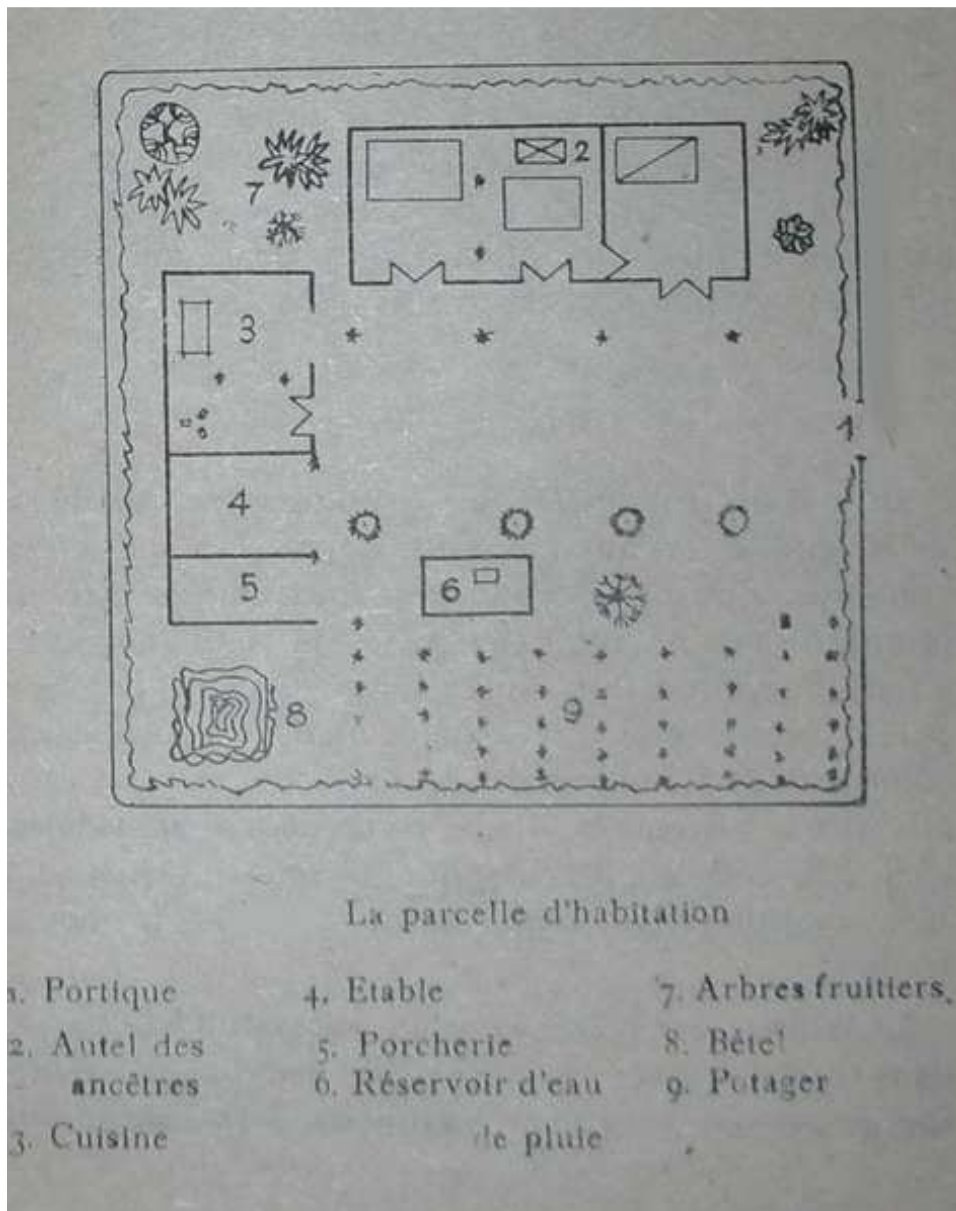 2
7
3
1
4
6
5
9
8
La parcelle d'habitation
1. Portique
2. Autel des
ancêtres
3. Cuisine
4. Etable
5. Porcherie
6. Réservoir d'eau
de pluie
7. Arbres fruitiers
8. Bétel
9. Potager